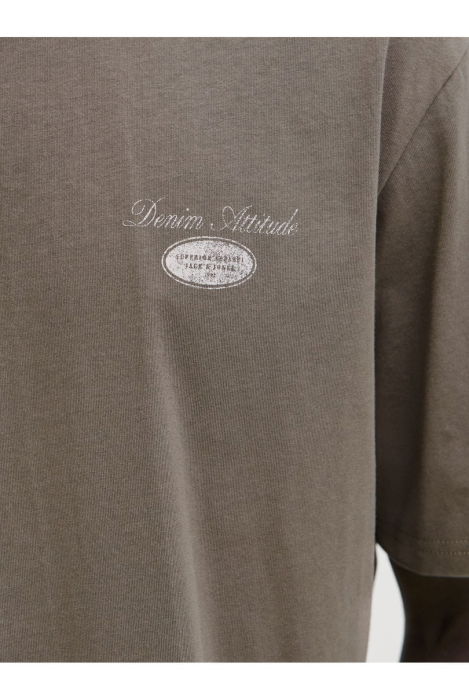 Denim Attitude
SUPERIOR APPAREL
JACK & JONES